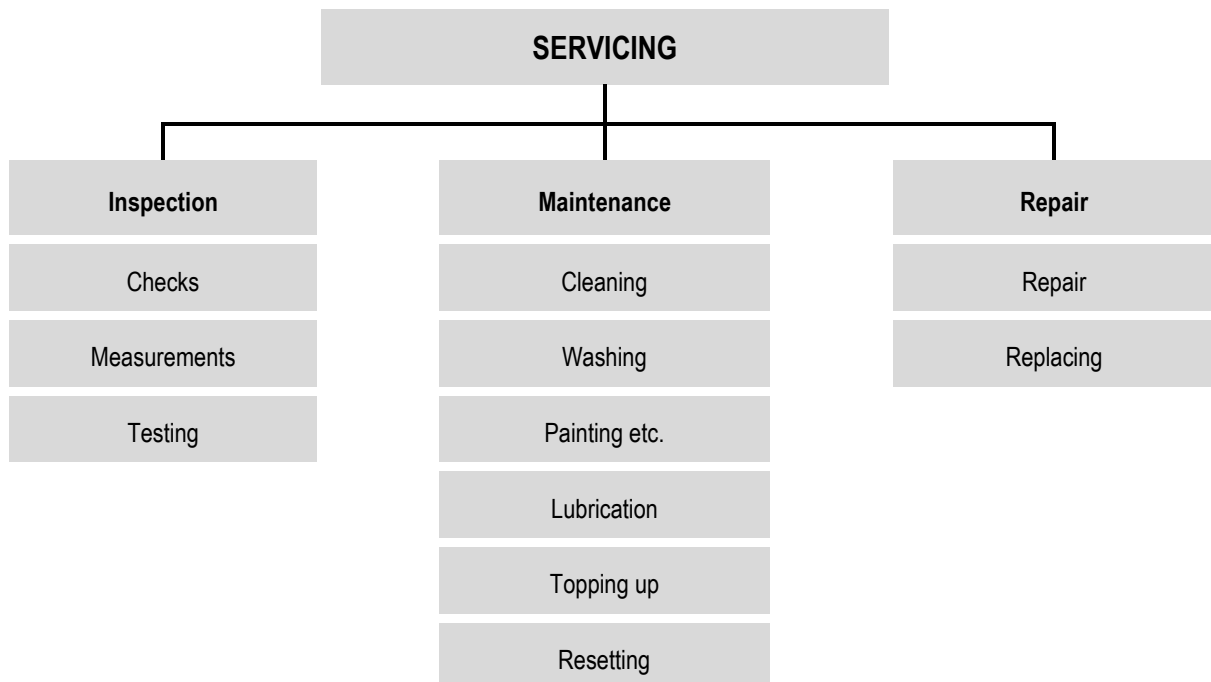 SERVICING
Inspection
Checks
Measurements
Testing
Maintenance
Cleaning
Washing
Painting etc.
Lubrication
Topping up
Resetting
Repair
Repair
Replacing